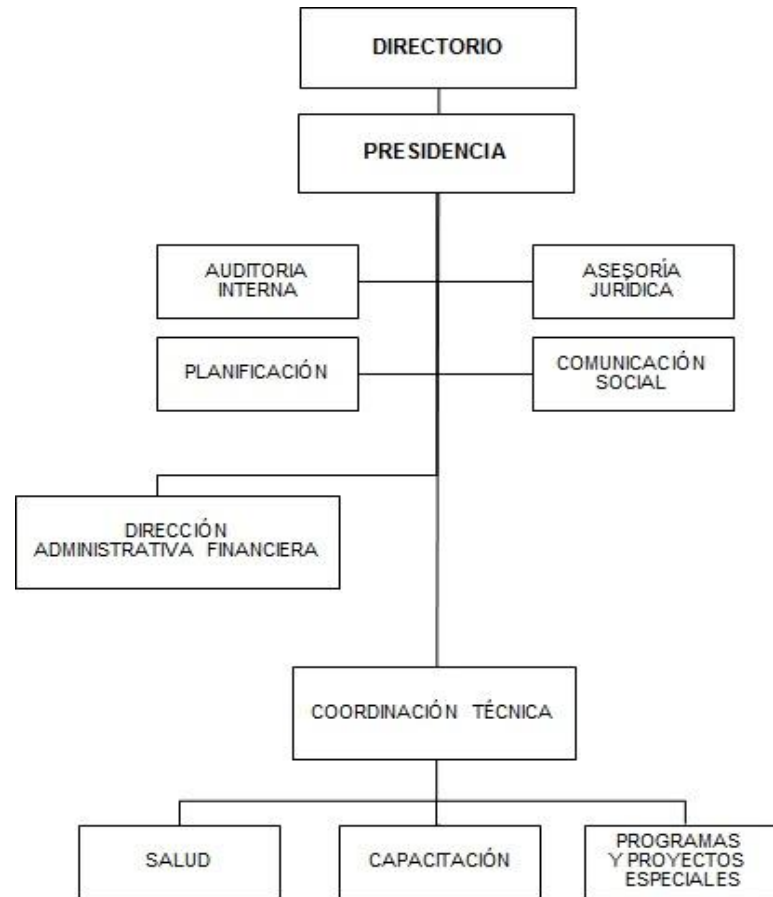 DIRECTORIO
PRESIDENCIA
AUDITORIA
INTERNA
ASESORÍA
JURÍDICA
PLANIFICACIÓN
COMUNICACIÓN
SOCIAL
DIRECCIÓN
ADMINISTRATIVA FINANCIERA
COORDINACIÓN TÉCNICA
SALUD
CAPACITACIÓN
PROGRAMAS
Y PROYECTOS
ESPECIALES